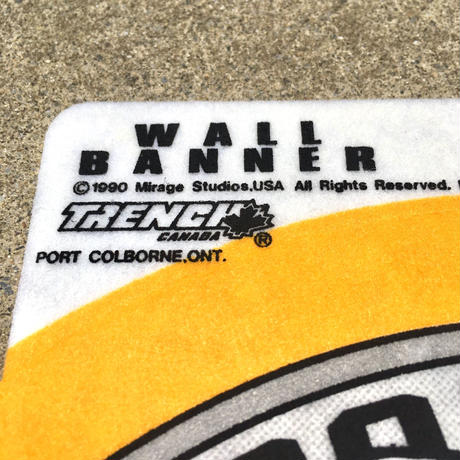 WALL
BANNER
©1990 Mirage Studios,USA All Rights Reserved.
TRENCH
CANADA ®
PORT COLBORNE,ONT.